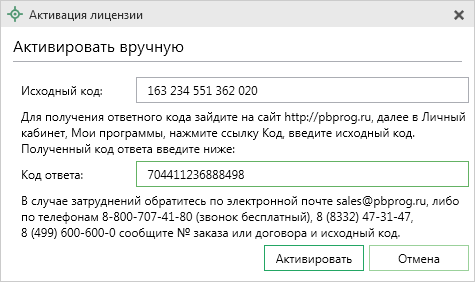 Активация лицензии
Активировать вручную
Исходный код: 163 234 551 362 020
Для получения ответного кода зайдите на сайт http://pbprog.ru, далее в Личный
кабинет, Мои программы, нажмите ссылку Код, введите исходный код.
Полученный код ответа введите ниже:
Код ответа: 704411236888498
В случае затруднений обратитесь по электронной почте sales@pbprog.ru, либо
по телефонам 8-800-707-41-80 (звонок бесплатный), 8 (8332) 47-31-47,
8 (499) 600-600-0 сообщите № заказа или договора и исходный код.
Активировать Отмена